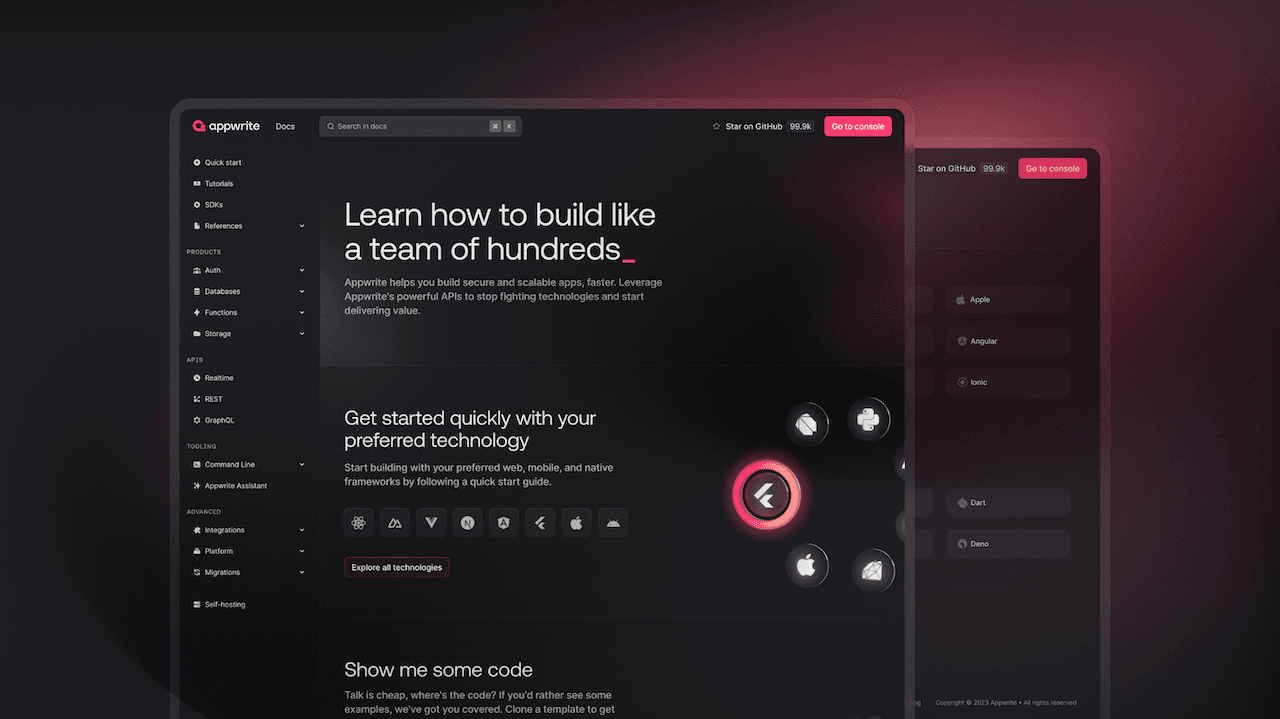 appwrite
Docs
Search in docs
⌘ K
Star on GitHub 99.9k
Go to console
Quick start
Tutorials
SDKs
References
PRODUCTS
Auth
Databases
Functions
Storage
APIS
Realtime
REST
GraphQL
TOOLING
Command Line
Appwrite Assistant
ADVANCED
Integrations
Platform
Migrations
Self-hosting
Learn how to build like
a team of hundreds_
Appwrite helps you build secure and scalable apps, faster. Leverage
Appwrite's powerful APIs to stop fighting technologies and start
delivering value.
Get started quickly with your
preferred technology
Start building with your preferred web, mobile, and native
frameworks by following a quick start guide.
Explore all technologies
Show me some code
Talk is cheap, where's the code? If you'd rather see some
examples, we've got you covered. Clone a template to get
Star on GitHub 99.9k
Go to console
Apple
Angular
Ionic
Dart
Deno
Copyright © 2023 Appwrite • All rights reserved